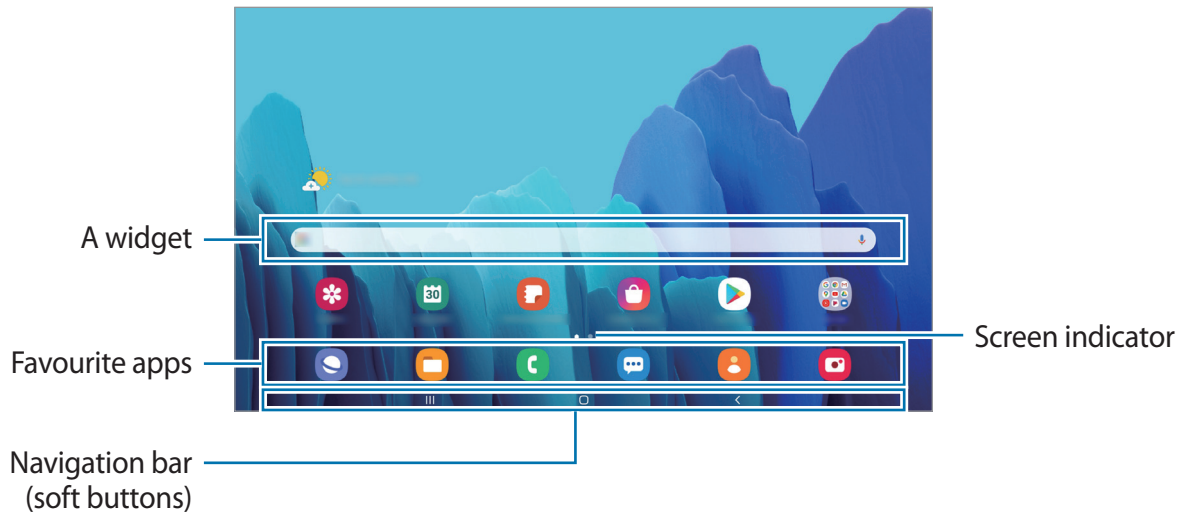 A widget
30
Screen indicator
Favourite apps
Navigation bar
(soft buttons)